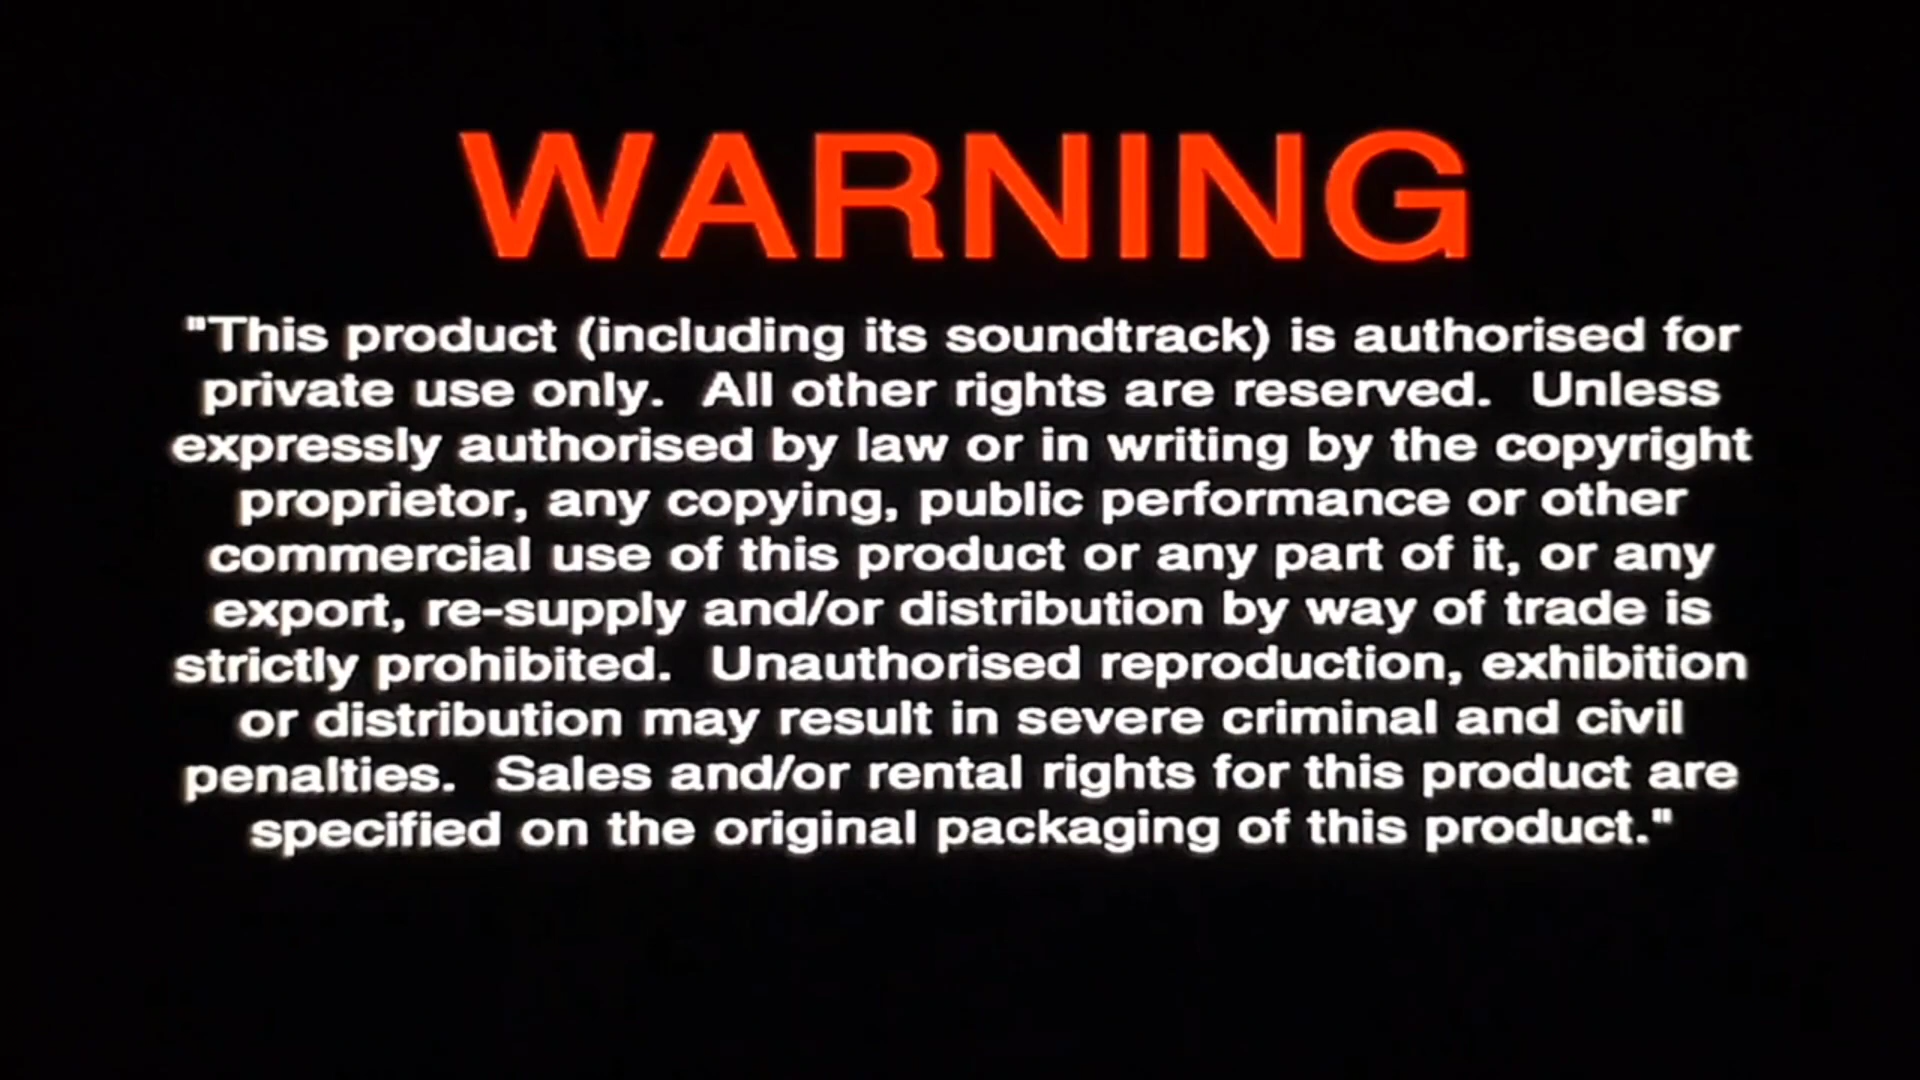 WARNING
"This product (including its soundtrack) is authorised for
private use only.  All other rights are reserved.  Unless
expressly authorised by law or in writing by the copyright
proprietor, any copying, public performance or other
commercial use of this product or any part of it, or any
export, re-supply and/or distribution by way of trade is
strictly prohibited.  Unauthorised reproduction, exhibition
or distribution may result in severe criminal and civil
penalties.  Sales and/or rental rights for this product are
specified on the original packaging of this product."